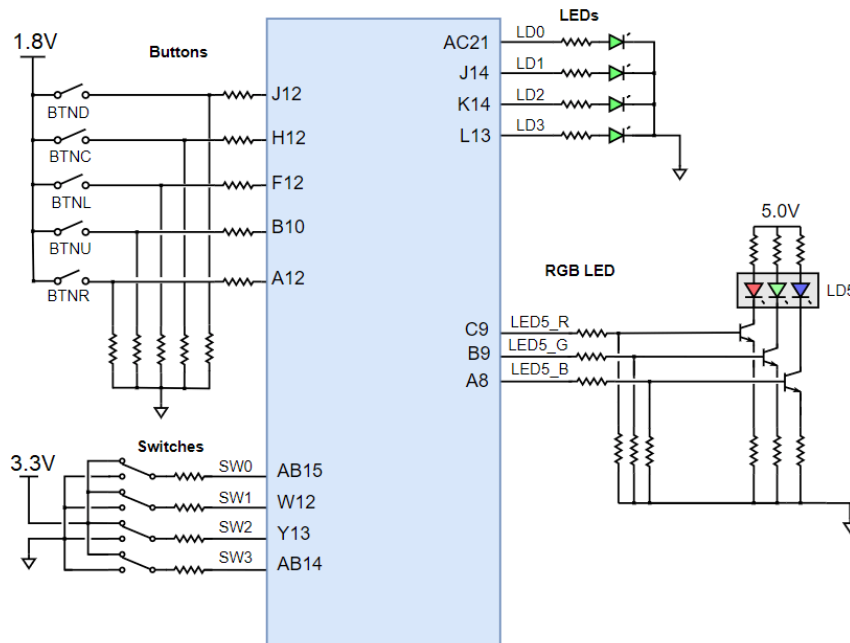 LEDs
1.8V
Buttons
AC21
LD0
J14
LD1
K14
LD2
L13
LD3
J12
BTND
H12
BTNC
F12
BTNL
B10
BTNU
A12
BTNR
5.0V
RGB LED
LD5
C9
LED5_R
B9
LED5_G
A8
LED5_B
Switches
3.3V
SW0
AB15
SW1
W12
SW2
Y13
SW3
AB14